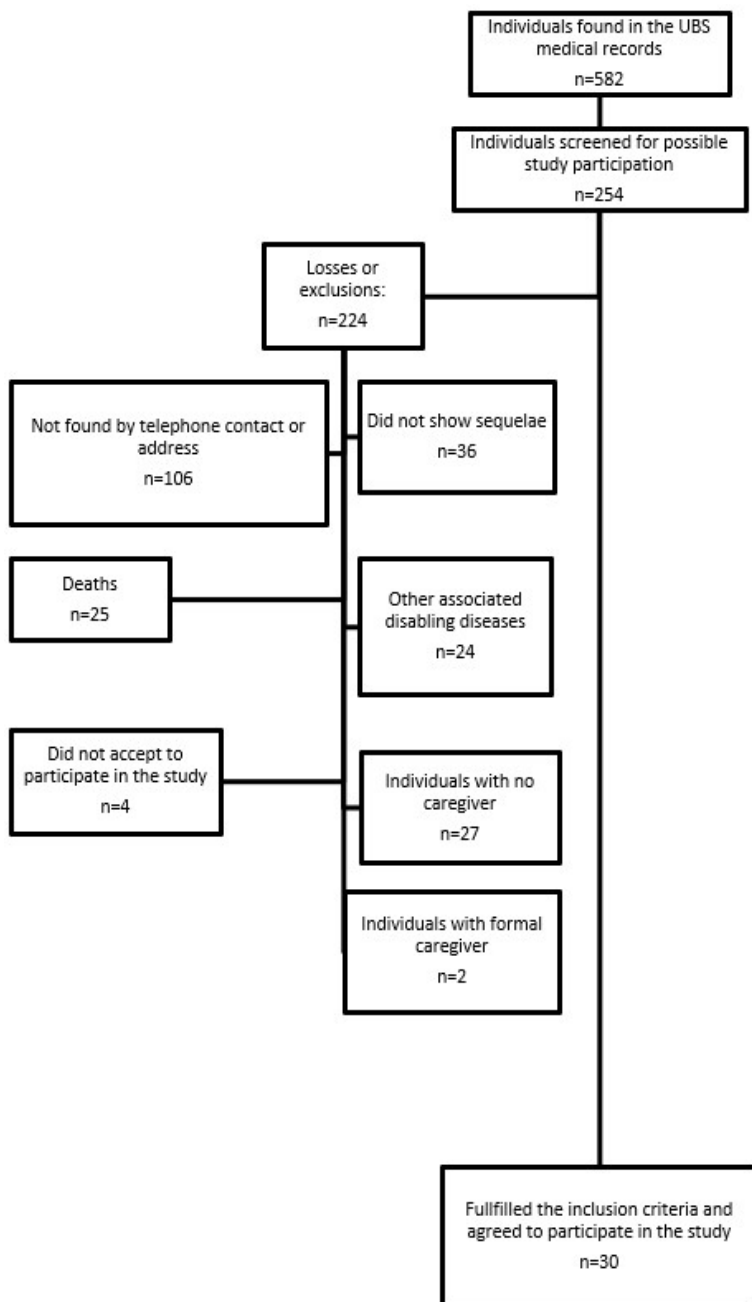 Individuals found in the UBS
medical records
n=582
Individuals screened for possible
study participation
n=254
Losses or
exclusions:
n=224
Not found by telephone contact or
address
n=106
Did not show sequelae
n=36
Deaths
n=25
Other associated
disabling diseases
n=24
Did not accept to
participate in the study
n=4
Individuals with no
caregiver
n=27
Individuals with formal
caregiver
n=2
Fullfilled the inclusion criteria and
agreed to participate in the study
n=30